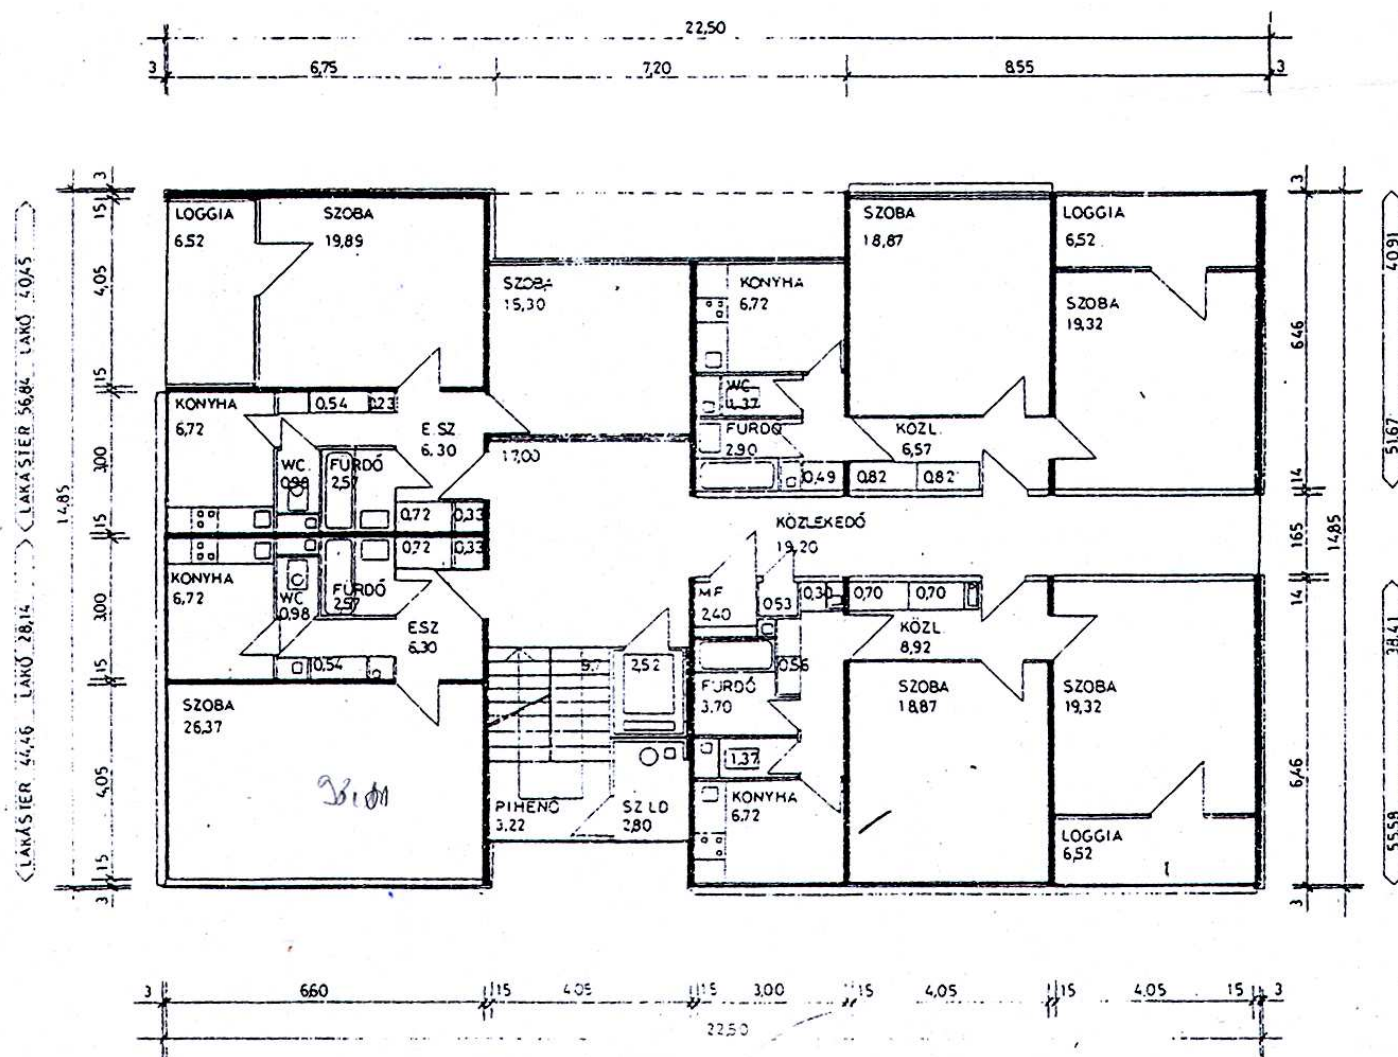 22,50
3 6,75 7,20 8,55 3
LOGGIA
6,52
SZOBA
19,89
SZOBA
15,30
KONYHA
6,72
SZOBA
18,87
LOGGIA
6,52
SZOBA
19,32
KONYHA
6,72
0,54
0,23
E.SZ
6,30
WC.
0,98
FÜRDŐ
2,57
0,72 0,33
17,00
WC.
1,37
FÜRDŐ
2,90
0,49
0,82 0,82
KÖZL.
6,57
KÖZLEKEDŐ
19,20
KONYHA
6,72
WC
0,98
FÜRDŐ
2,57
0,72 0,33
ESZ
6,30
0,54
SZOBA
26,37
2,52
PIHENŐ
3,22
SZ LD
2,80
2,40
0,53
0,30
0,70 0,70
KÖZL.
8,92
0,56
FÜRDŐ
3,70
1,37
KONYHA
6,72
SZOBA
18,87
SZOBA
19,32
LOGGIA
6,52
LAKÁSTER 56,84 LAKÓ 40,45
LAKÁSTER 44,46 LAKÓ 28,14
14,85
3 15 4,05 15 3,00 15 3,00 15 4,05 15 3
3 6,46 14 165 14 6,46 3
14,85
40,91
51,67
38,41
55,58
3 6,60 15 4,05 15 3,00 15 4,05 15 4,05 15 3
22,50